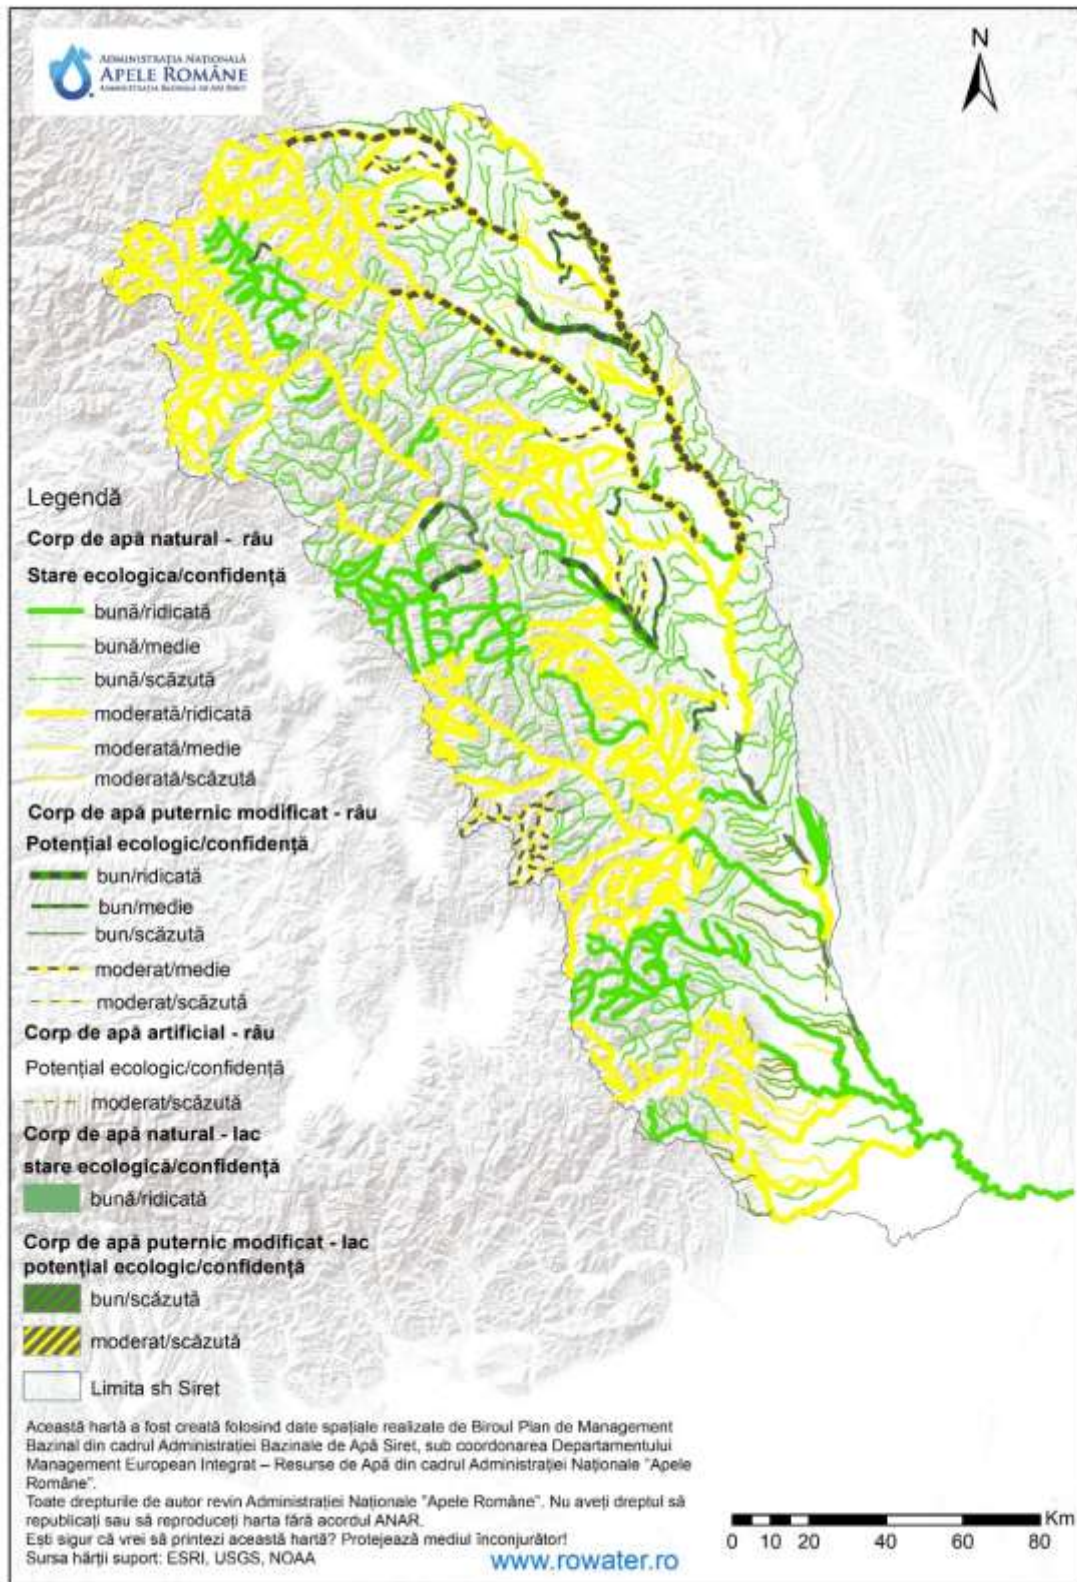 ADMINISTRAȚIA NAȚIONALĂ
APELE ROMÂNE
ADMINISTRAȚIA BAZINALĂ DE APĂ SIRET
N
Legendă
Corp de apă natural - râu
Stare ecologica/confidență
bună/ridicată
bună/medie
bună/scăzută
moderată/ridicată
moderată/medie
moderată/scăzută
Corp de apă puternic modificat - râu
Potențial ecologic/confidență
bun/ridicată
bun/medie
bun/scăzută
moderat/medie
moderat/scăzută
Corp de apă artificial - râu
Potențial ecologic/confidență
moderat/scăzută
Corp de apă natural - lac
stare ecologică/confidență
bună/ridicată
Corp de apă puternic modificat - lac
potențial ecologic/confidență
bun/scăzută
moderat/scăzută
Limita sh Siret
Această hartă a fost creată folosind date spațiale realizate de Biroul Plan de Management
Bazinal din cadrul Administrației Bazinale de Apă Siret, sub coordonarea Departamentului
Management European Integrat – Resurse de Apă din cadrul Administrației Naționale "Apele
Române".
Toate drepturile de autor revin Administrației Naționale "Apele Române". Nu aveți dreptul să
republicați sau să reproduceți harta fără acordul ANAR.
Ești sigur că vrei să printezi această hartă? Protejează mediul înconjurător!
Sursa hărții suport: ESRI, USGS, NOAA
www.rowater.ro
Km
0 10 20 40 60 80